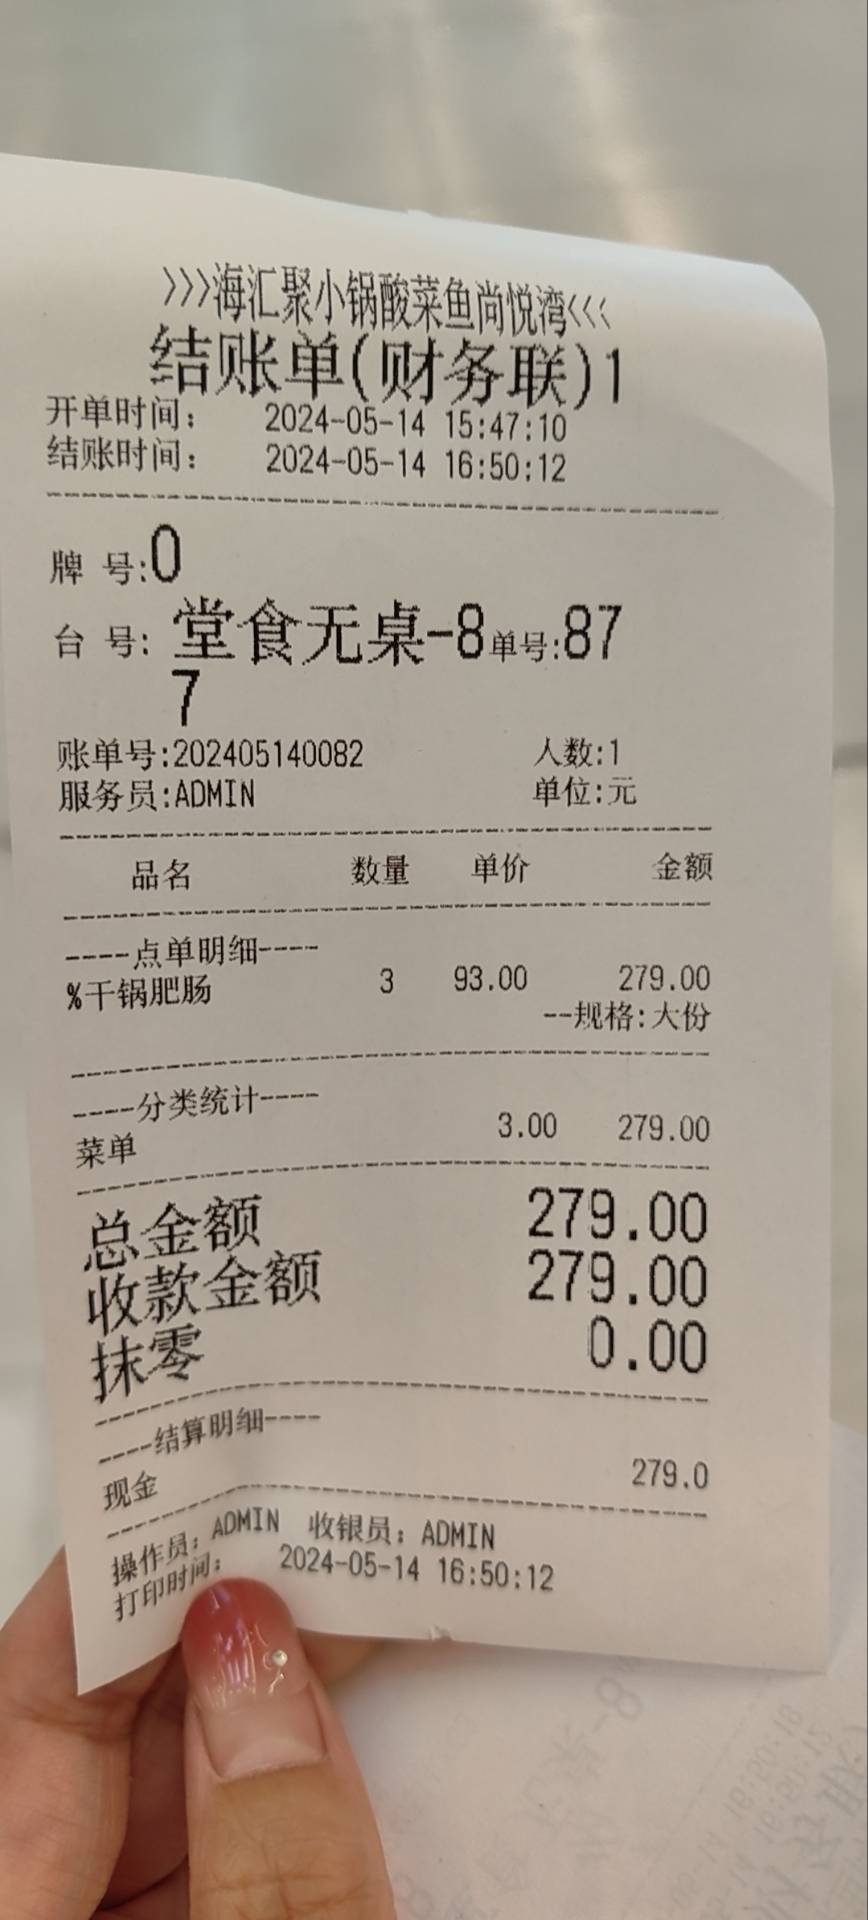 >>>海汇聚小锅酸菜鱼尚悦湾<<<
结账单(财务联)1
开单时间: 2024-05-14 15:47:10
结账时间: 2024-05-14 16:50:12
牌 号:0
台 号: 堂食无桌-8单号:87
7
账单号:202405140082 人数:1
服务员:ADMIN 单位:元
品名 数量 单价 金额
----点单明细----
%干锅肥肠 3 93.00 279.00
--规格:大份
----分类统计----
菜单 3.00 279.00
总金额 279.00
收款金额 279.00
抹零 0.00
----结算明细----
现金 279.0
操作员: ADMIN 收银员: ADMIN
打印时间: 2024-05-14 16:50:12